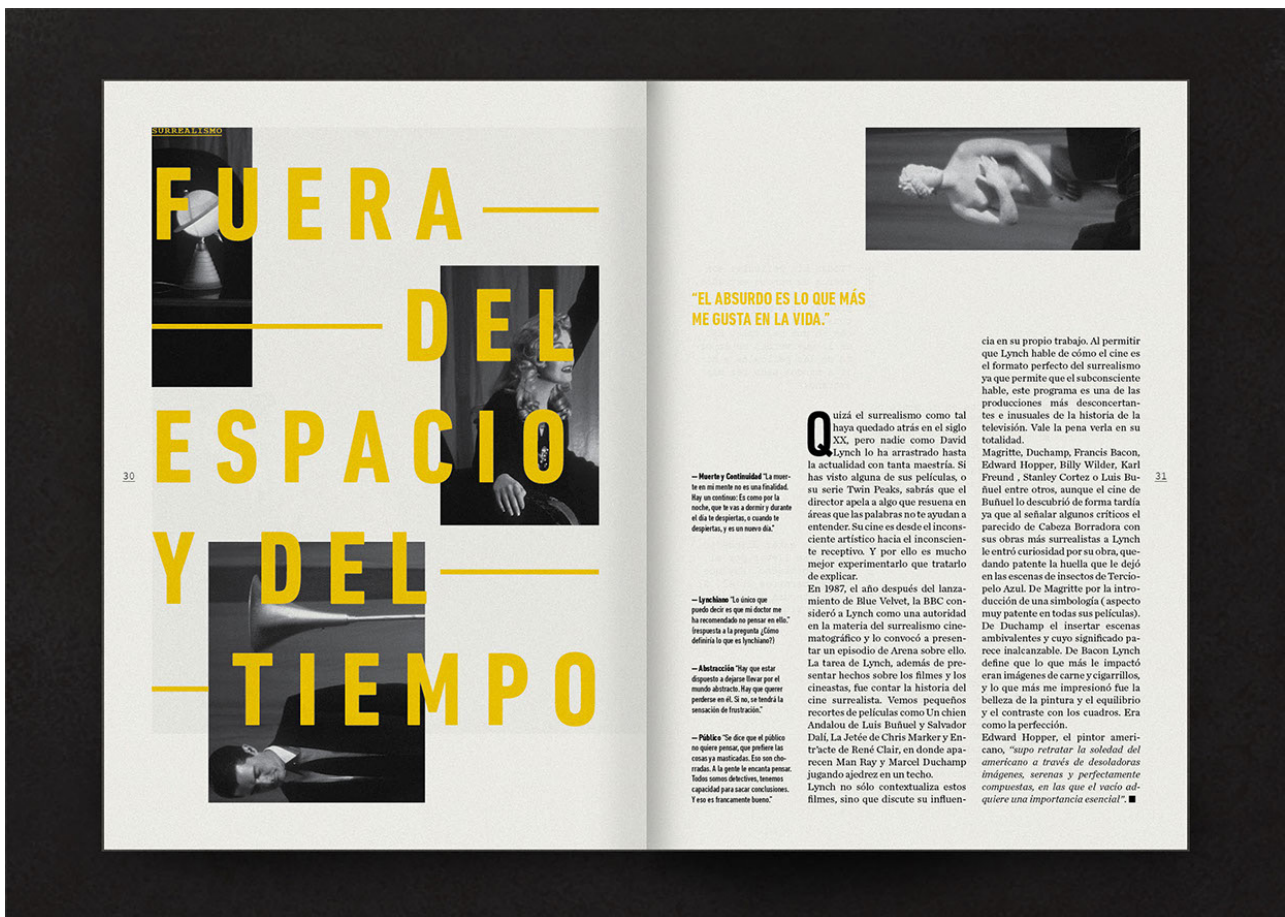 SURREALISMO
FUERA
DEL
ESPACIO
Y DEL
TIEMPO
30
“EL ABSURDO ES LO QUE MÁS
ME GUSTA EN LA VIDA.”
— Muerte y Continuidad “La muer-
te en mi mente no es una finalidad.
Hay un continuo: Es como por la
noche, que te vas a dormir y durante
el día te despiertas, o cuando te
despiertas, y es un nuevo día.”
— Lynchiano “Lo único que
puedo decir es que mi doctor me
ha recomendado no pensar en ello.”
(respuesta a la pregunta ¿Cómo
definiría lo que es lynchiano?)
— Abstracción “Hay que estar
dispuesto a dejarse llevar por el
mundo abstracto. Hay que querer
perderse en él. Si no, se tendrá la
sensación de frustración.”
— Público “Se dice que el público
no quiere pensar, que prefiere las
cosas ya masticadas. Eso son cho-
rradas. A la gente le encanta pensar.
Todos somos detectives, tenemos
capacidad para sacar conclusiones.
Y eso es francamente bueno.”
Quizá el surrealismo como tal
haya quedado atrás en el siglo
XX, pero nadie como David
Lynch lo ha arrastrado hasta
la actualidad con tanta maestría. Si
has visto alguna de sus películas, o
su serie Twin Peaks, sabrás que el
director apela a algo que resuena en
áreas que las palabras no te ayudan a
entender. Su cine es desde el incons-
ciente artístico hacia el inconscien-
te receptivo. Y por ello es mucho
mejor experimentarlo que tratarlo
de explicar.
En 1987, el año después del lanza-
miento de Blue Velvet, la BBC con-
sideró a Lynch como una autoridad
en la materia del surrealismo cine-
matográfico y lo convocó a presen-
tar un episodio de Arena sobre ello.
La tarea de Lynch, además de pre-
sentar hechos sobre los filmes y los
cineastas, fue contar la historia del
cine surrealista. Vemos pequeños
recortes de películas como Un chien
Andalou de Luis Buñuel y Salvador
Dalí, La Jetée de Chris Marker y En-
tr’acte de René Clair, en donde apa-
recen Man Ray y Marcel Duchamp
jugando ajedrez en un techo.
Lynch no sólo contextualiza estos
filmes, sino que discute su influen-
cia en su propio trabajo. Al permitir
que Lynch hable de cómo el cine es
el formato perfecto del surrealismo
ya que permite que el subconsciente
hable, este programa es una de las
producciones más desconcertan-
tes e inusuales de la historia de la
televisión. Vale la pena verla en su
totalidad.
Magritte, Duchamp, Francis Bacon,
Edward Hopper, Billy Wilder, Karl
Freund , Stanley Cortez o Luis Bu-
ñuel entre otros, aunque el cine de
Buñuel lo descubrió de forma tardía
ya que al señalar algunos críticos el
parecido de Cabeza Borradora con
sus obras más surrealistas a Lynch
le entró curiosidad por su obra, que-
dando patente la huella que le dejó
en las escenas de insectos de Tercio-
pelo Azul. De Magritte por la intro-
ducción de una simbología ( aspecto
muy patente en todas sus películas).
De Duchamp el insertar escenas
ambivalentes y cuyo significado pa-
rece inalcanzable. De Bacon Lynch
define que lo que más le impactó
eran imágenes de carne y cigarrillos,
y lo que más me impresionó fue la
belleza de la pintura y el equilibrio
y el contraste con los cuadros. Era
como la perfección.
Edward Hopper, el pintor ameri-
cano, “supo retratar la soledad del
americano a través de desoladoras
imágenes, serenas y perfectamente
compuestas, en las que el vacío ad-
quiere una importancia esencial”. ■
31